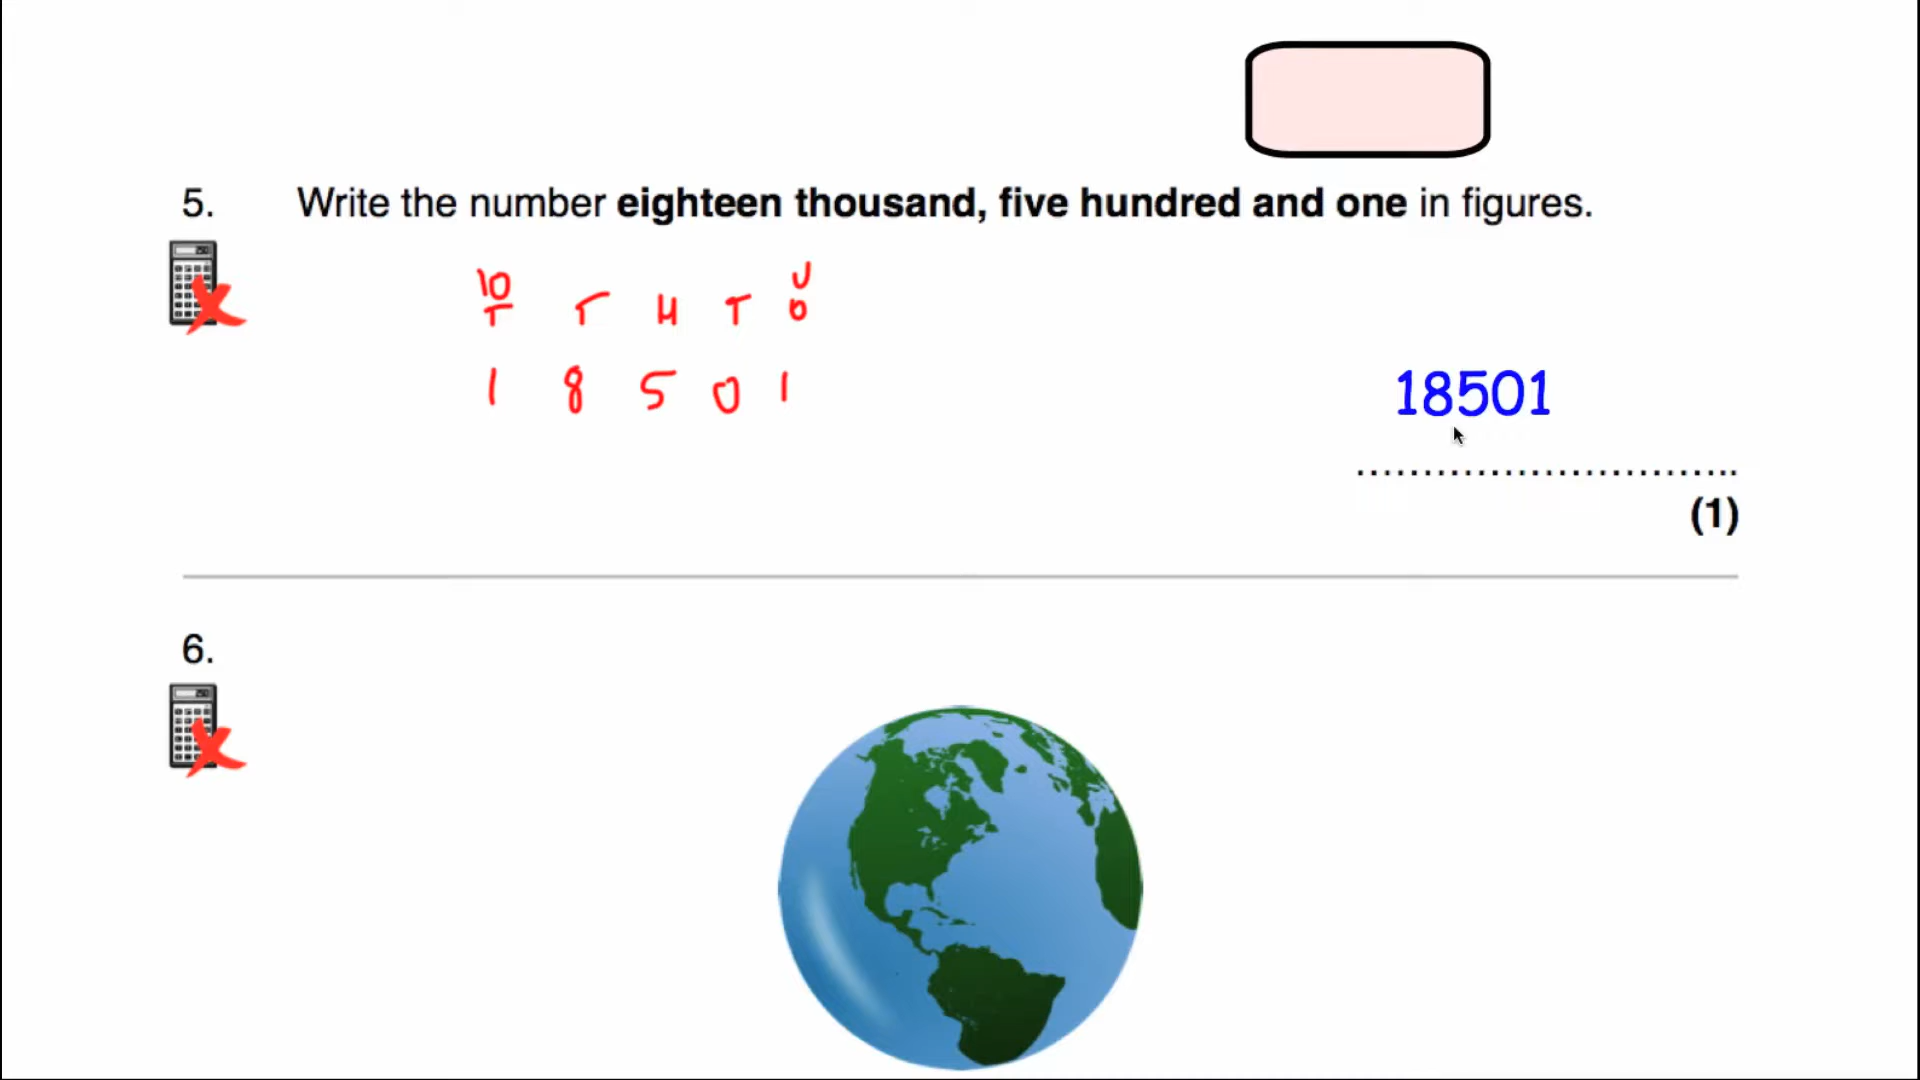 5. Write the number eighteen thousand, five hundred and one in figures.
10 U
T T H T O
1 8 5 0 1
18501
................................
(1)
6.